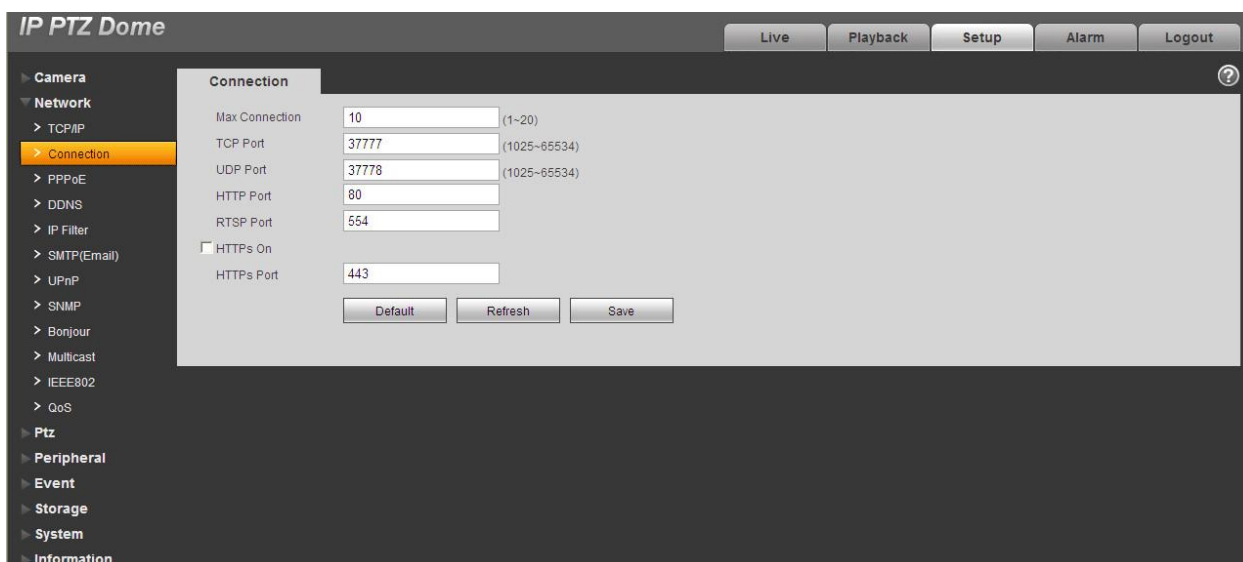 IP PTZ Dome
Live Playback Setup Alarm Logout
Camera
Network
> TCP/IP
> Connection
> PPPoE
> DDNS
> IP Filter
> SMTP(Email)
> UPnP
> SNMP
> Bonjour
> Multicast
> IEEE802
> QoS
Ptz
Peripheral
Event
Storage
System
Information
Connection
?
Max Connection 10 (1~20)
TCP Port 37777 (1025~65534)
UDP Port 37778 (1025~65534)
HTTP Port 80
RTSP Port 554
HTTPs On
HTTPs Port 443
Default Refresh Save